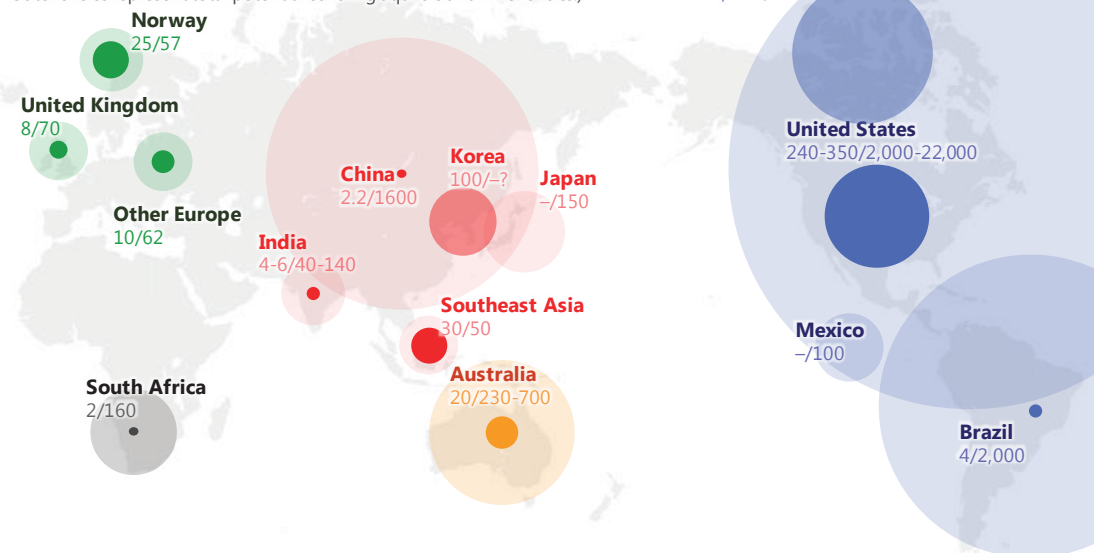 Norway
25/57
United Kingdom
8/70
Other Europe
10/62
China
2.2/1600
Korea
100/–?
Japan
–/150
India
4-6/40-140
Southeast Asia
30/50
Australia
20/230-700
South Africa
2/160
United States
240-350/2,000-22,000
Mexico
–/100
Brazil
4/2,000